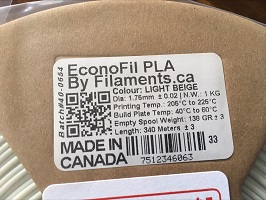 EconoFil PLA
By Filaments.ca
Colour: LIGHT BEIGE
Dia: 1.75mm ± 0.02 | N.W.: 1 KG
Printing Temp.: 205°C to 225°C
Build Plate Temp: 40°C to 60°C
Empty Spool Weight: 138 GR ± 3
Length: 340 Meters ± 3
Batch#40-0664
MADE IN
CANADA
33
7512346063